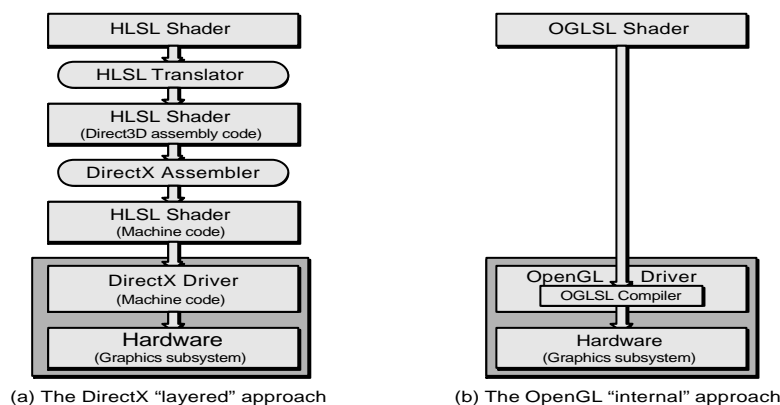 HLSL Shader
HLSL Translator
HLSL Shader
(Direct3D assembly code)
DirectX Assembler
HLSL Shader
(Machine code)
DirectX Driver
(Machine code)
Hardware
(Graphics subsystem)
(a) The DirectX “layered” approach
OGLSL Shader
OpenGL Driver
OGLSL Compiler
Hardware
(Graphics subsystem)
(b) The OpenGL “internal” approach